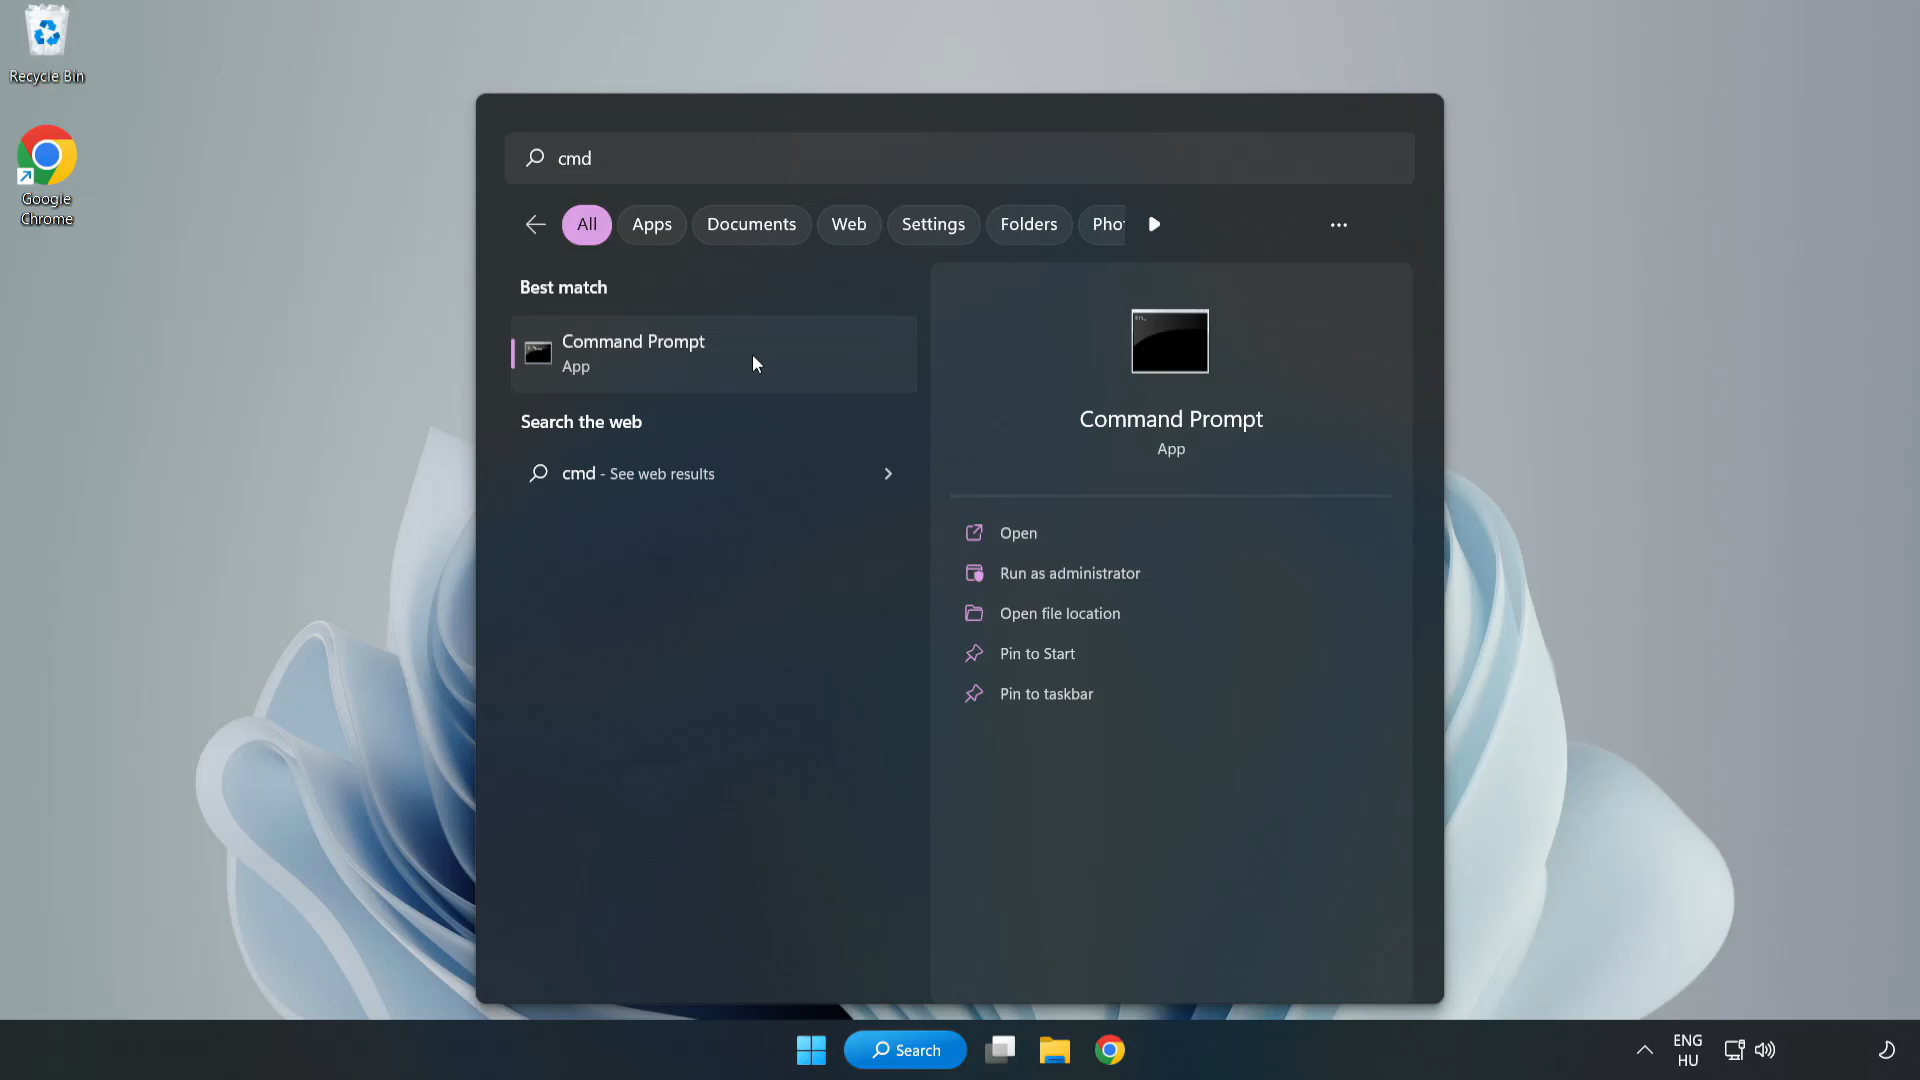 Recycle Bin
Google
Chrome
cmd
All
Apps
Documents
Web
Settings
Folders
Best match
Command Prompt
App
Search the web
cmd - See web results
Command Prompt
App
Open
Run as administrator
Open file location
Pin to Start
Pin to taskbar
Search
ENG
HU